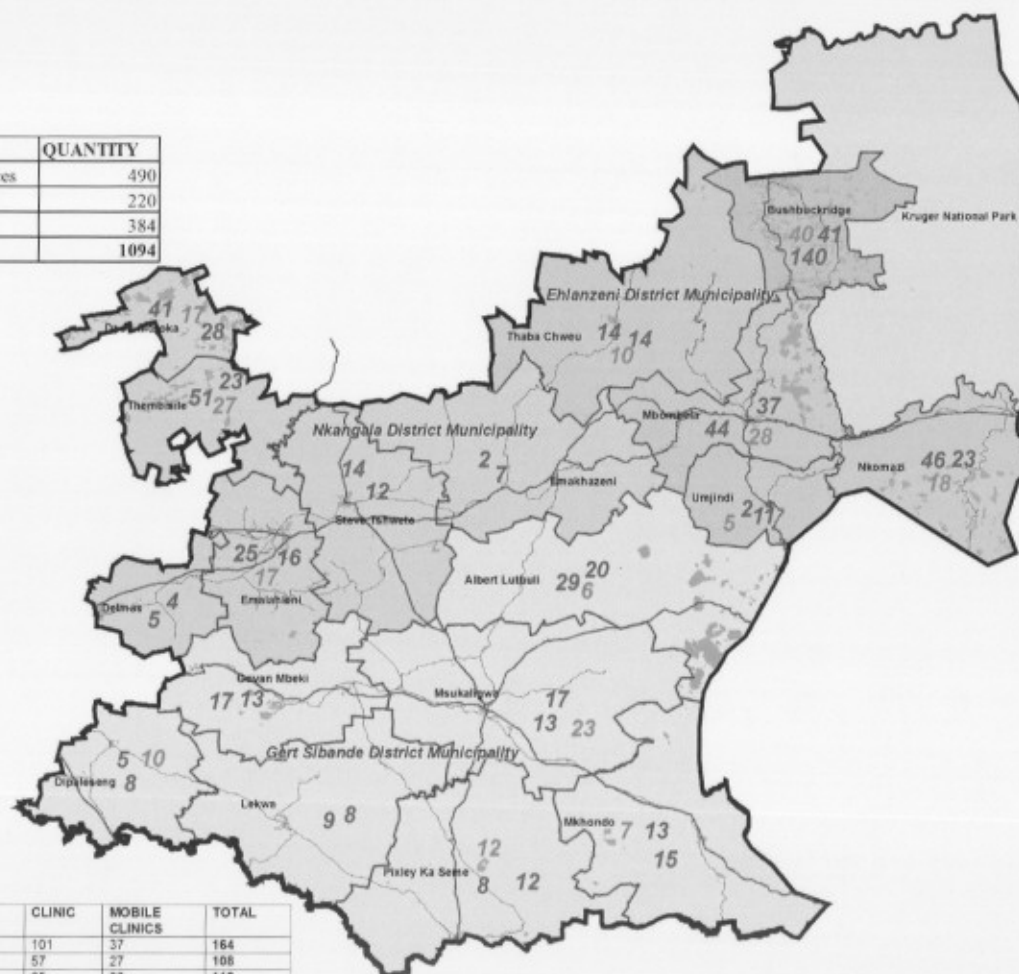 QUANTITY
490
220
384
1094
Bushbuckridge
Kruger National Park
40 41
140
Ehlanzeni District Municipality
41 17
28
Thaba Chweu
14 14
10
23
51
27
Thembisile
Nkangala District Municipality
37
Mbombela
44 28
2
7
14
12
Emakhazeni
Steve Tshwete
Nkomazi
46 23
18
Umjindi
5 2 11
25 16
17
Emalahleni
Albert Luthuli
29 20
6
Delmas
4
5
Govan Mbeki
17 13
Msukaligwa
17
13 23
Gert Sibande District Municipality
5 10
8
Dipaleseng
Lekwa
9 8
Mkhondo
7 13
15
12
Pixley Ka Seme
8 12
CLINIC MOBILE CLINICS TOTAL
101 37 164
57 27 108